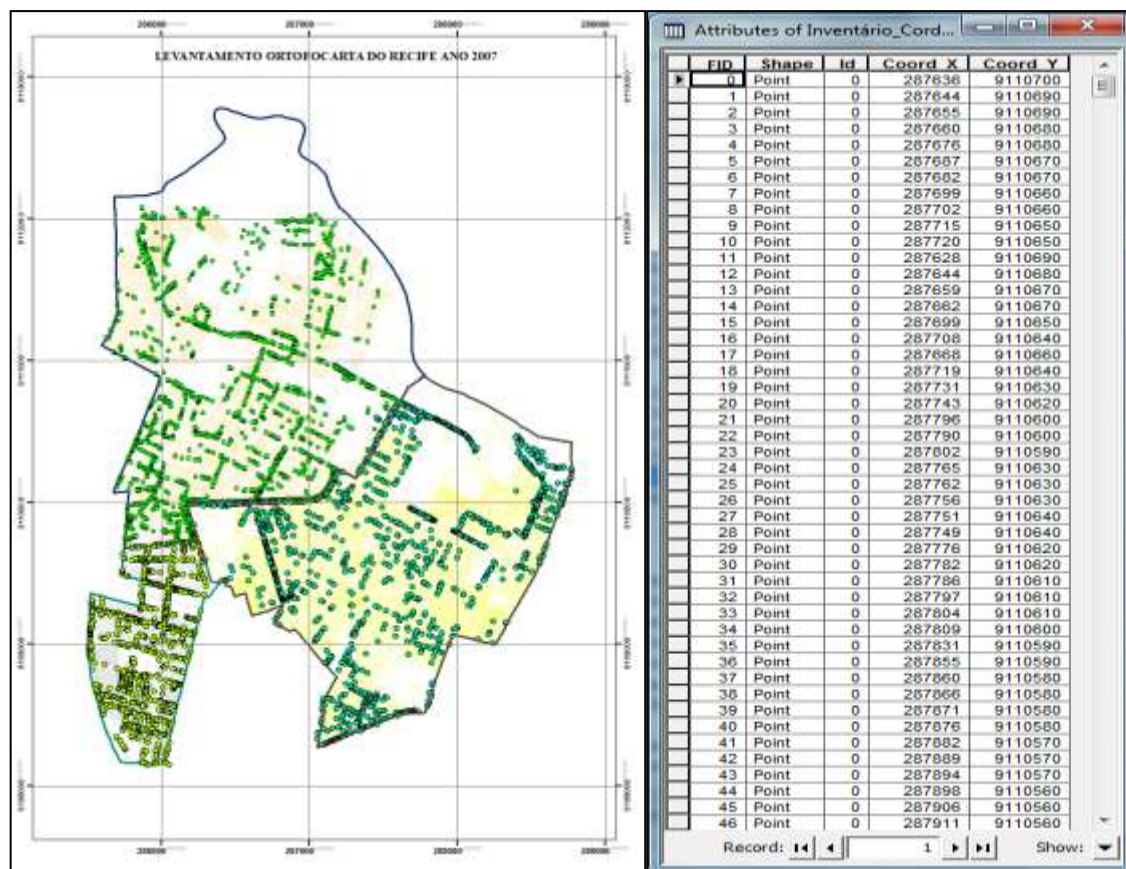 LEVANTAMENTO ORTOFOCARTA DO RECIFE ANO 2007
Attributes of Inventário_Cord...
FID Shape Id Coord_X Coord_Y
0 Point 0 287636 9110700
1 Point 0 287644 9110690
2 Point 0 287655 9110690
3 Point 0 287660 9110680
4 Point 0 287676 9110680
5 Point 0 287687 9110670
6 Point 0 287682 9110670
7 Point 0 287699 9110660
8 Point 0 287702 9110660
9 Point 0 287715 9110650
10 Point 0 287720 9110650
11 Point 0 287628 9110690
12 Point 0 287644 9110680
13 Point 0 287659 9110670
14 Point 0 287662 9110670
15 Point 0 287699 9110650
16 Point 0 287708 9110640
17 Point 0 287668 9110660
18 Point 0 287719 9110640
19 Point 0 287731 9110630
20 Point 0 287743 9110620
21 Point 0 287796 9110600
22 Point 0 287790 9110600
23 Point 0 287802 9110590
24 Point 0 287765 9110630
25 Point 0 287762 9110630
26 Point 0 287756 9110630
27 Point 0 287751 9110640
28 Point 0 287749 9110640
29 Point 0 287776 9110620
30 Point 0 287782 9110620
31 Point 0 287786 9110610
32 Point 0 287797 9110610
33 Point 0 287804 9110610
34 Point 0 287809 9110600
35 Point 0 287831 9110590
36 Point 0 287855 9110590
37 Point 0 287860 9110580
38 Point 0 287866 9110580
39 Point 0 287871 9110580
40 Point 0 287876 9110580
41 Point 0 287882 9110570
42 Point 0 287889 9110570
43 Point 0 287894 9110570
44 Point 0 287898 9110560
45 Point 0 287906 9110560
46 Point 0 287911 9110560
Record: 1 Show: